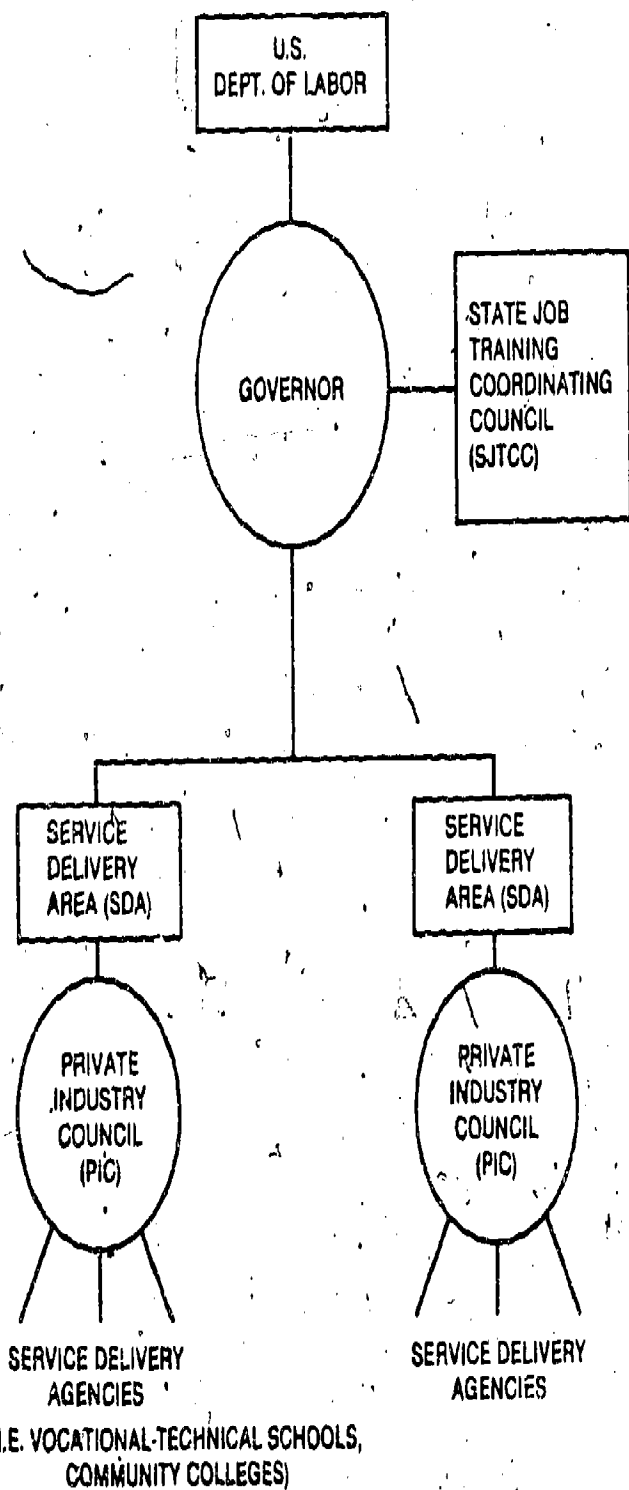 U.S.
DEPT. OF LABOR
GOVERNOR
STATE JOB
TRAINING
COORDINATING
COUNCIL
(SJTCC)
SERVICE
DELIVERY
AREA (SDA)
SERVICE
DELIVERY
AREA (SDA)
PRIVATE
INDUSTRY
COUNCIL
(PIC)
PRIVATE
INDUSTRY
COUNCIL
(PIC)
SERVICE DELIVERY
AGENCIES
SERVICE DELIVERY
AGENCIES
I.E. VOCATIONAL-TECHNICAL SCHOOLS,
COMMUNITY COLLEGES)